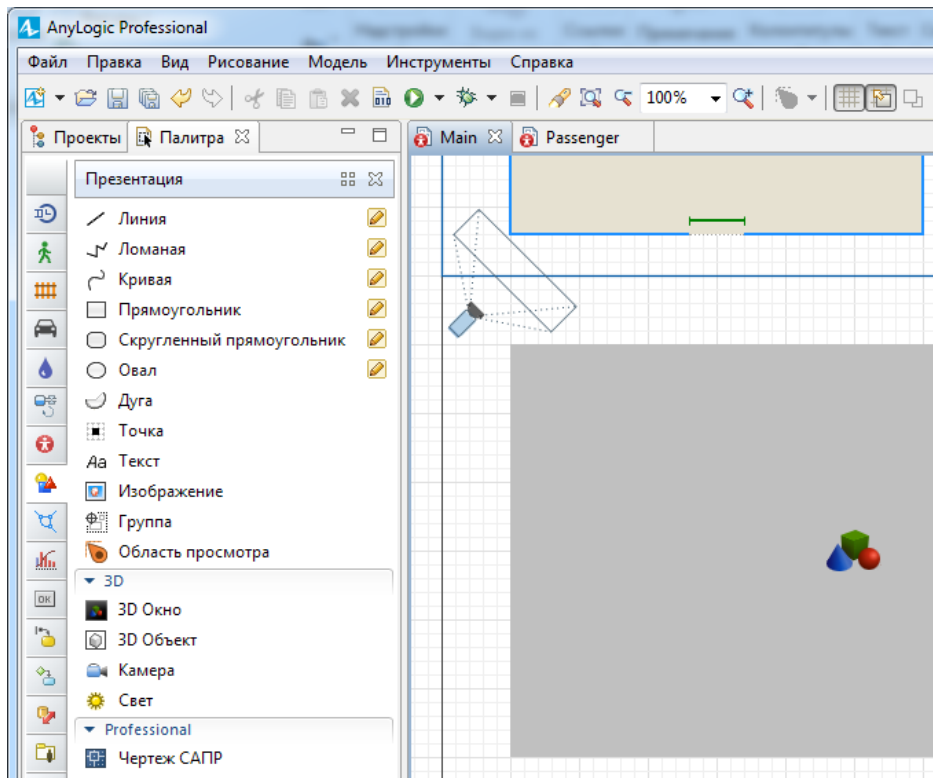 AnyLogic Professional
Файл Правка Вид Рисование Модель Инструменты Справка
100%
Проекты Палитра Main Passenger
Презентация
Линия
Ломаная
Кривая
Прямоугольник
Скругленный прямоугольник
Овал
Дуга
Точка
Aa Текст
Изображение
Группа
Область просмотра
3D
3D Окно
3D Объект
Камера
OK
Свет
Professional
Чертеж САПР